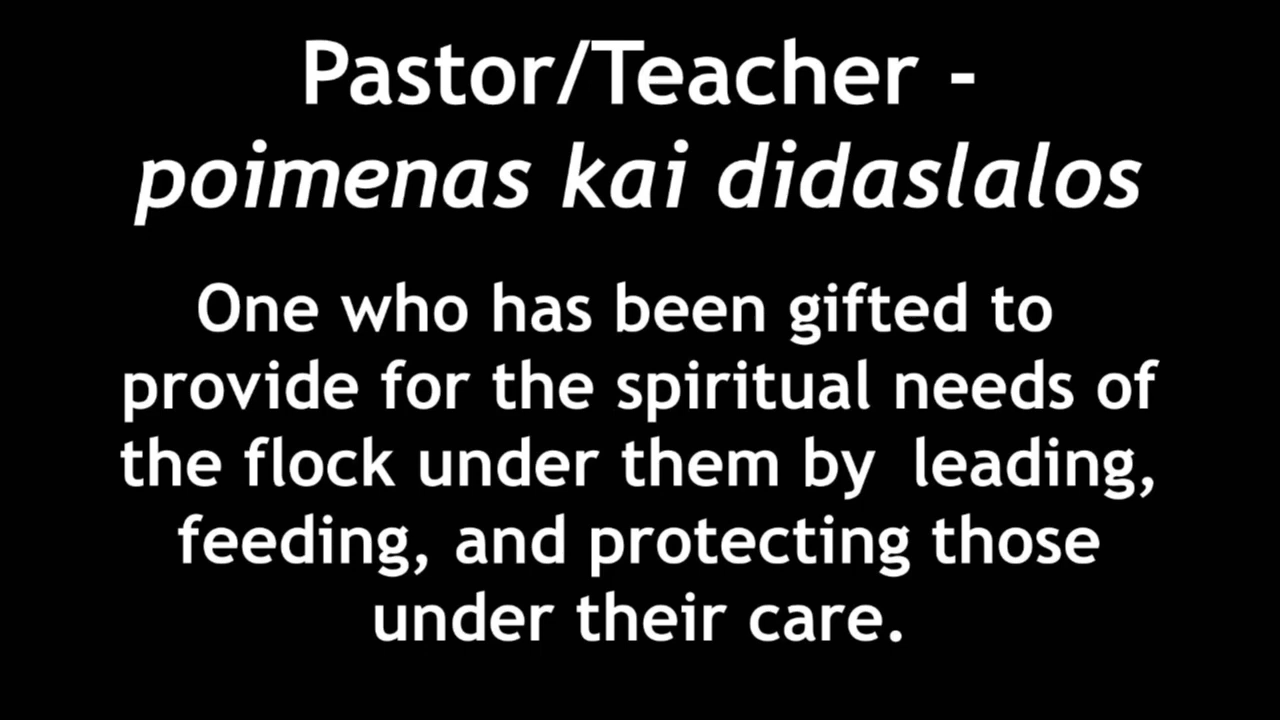 Pastor/Teacher -
poimenas kai didaslalos
One who has been gifted to
provide for the spiritual needs of
the flock under them by  leading,
feeding, and protecting those
under their care.